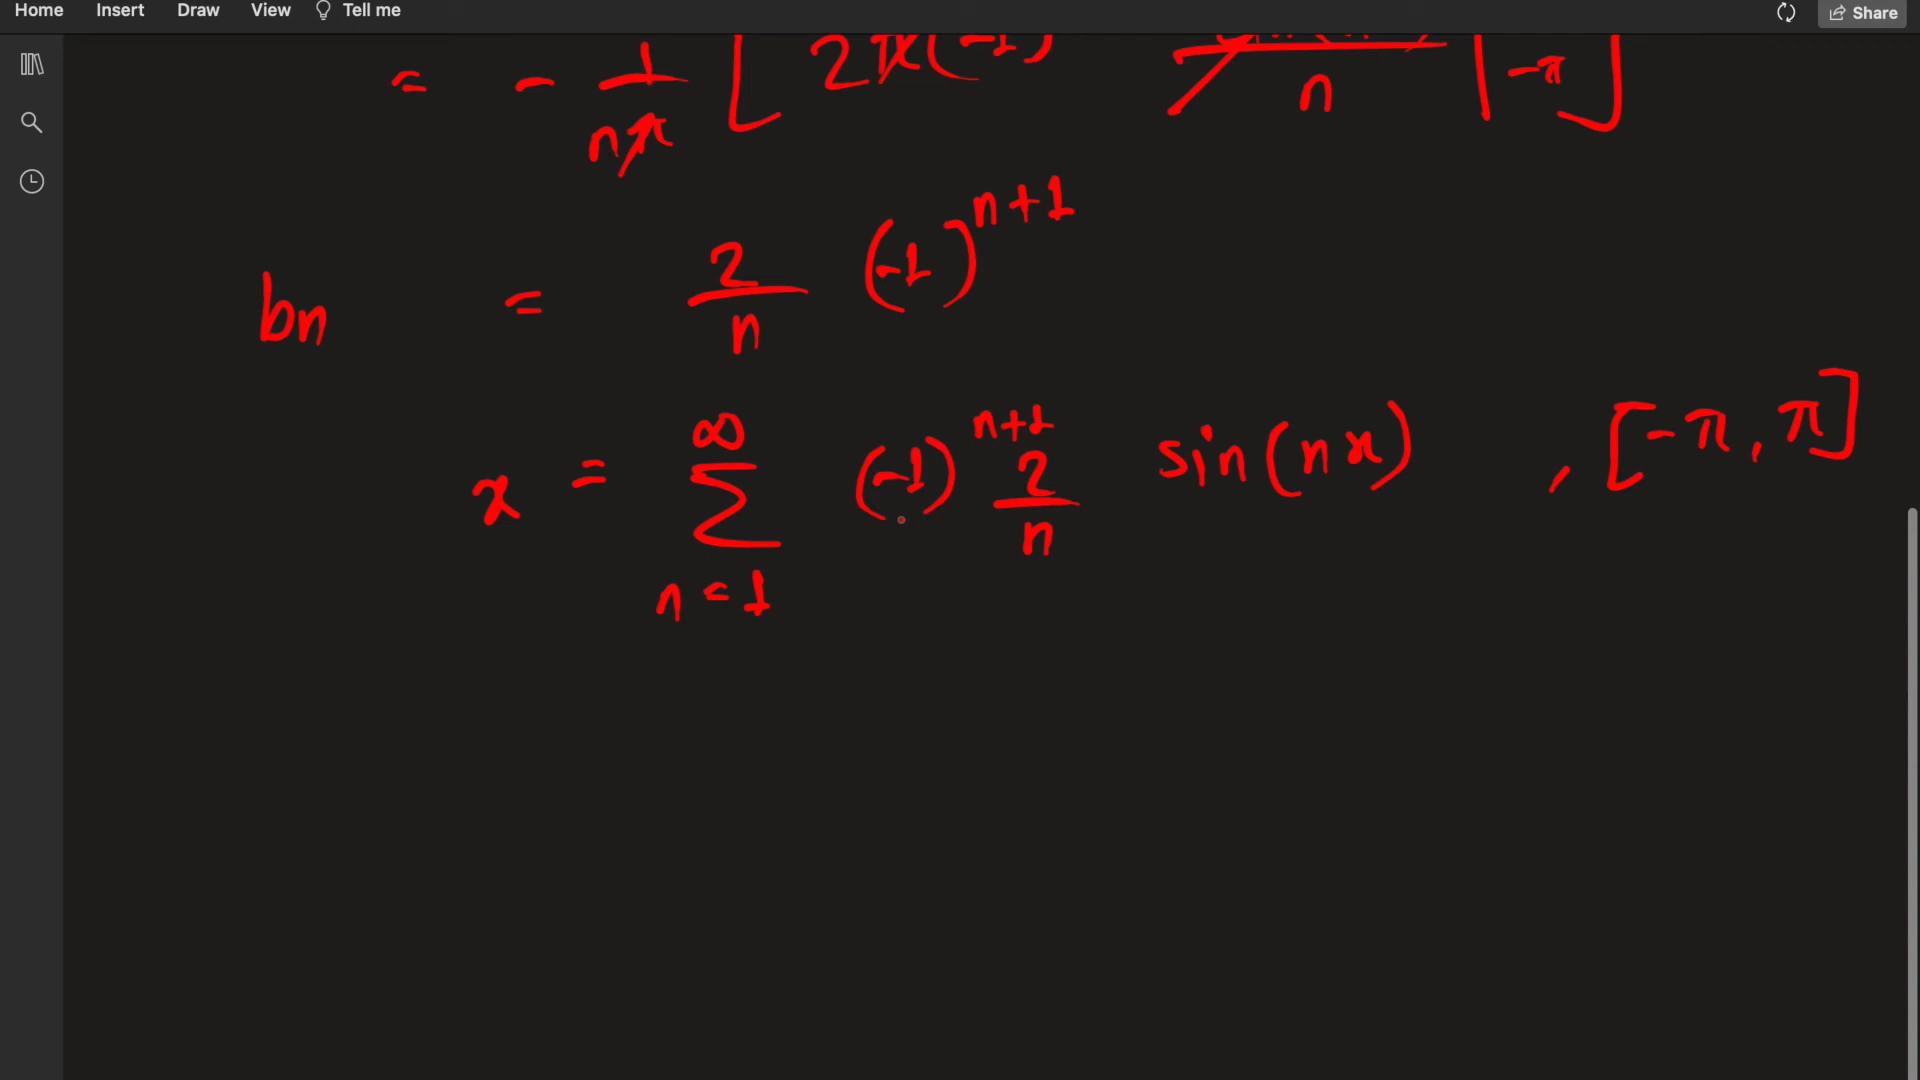 Home Insert Draw View Tell me Share
= - 1/nπ [ 2π(-1) /n | -π ]
bn = 2/n (-1)^{n+1}
x = ∑_{n=1}^{∞} (-1)^{n+1} 2/n sin(nx) , [-π, π]